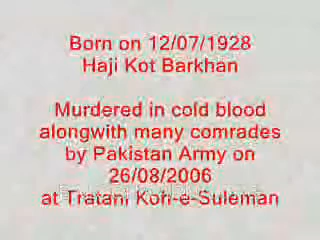 Born on 12/07/1928
Haji Kot Barkhan
Murdered in cold blood
alongwith many comrades
by Pakistan Army on
26/08/2006
at Tratani Koh-e-Suleman